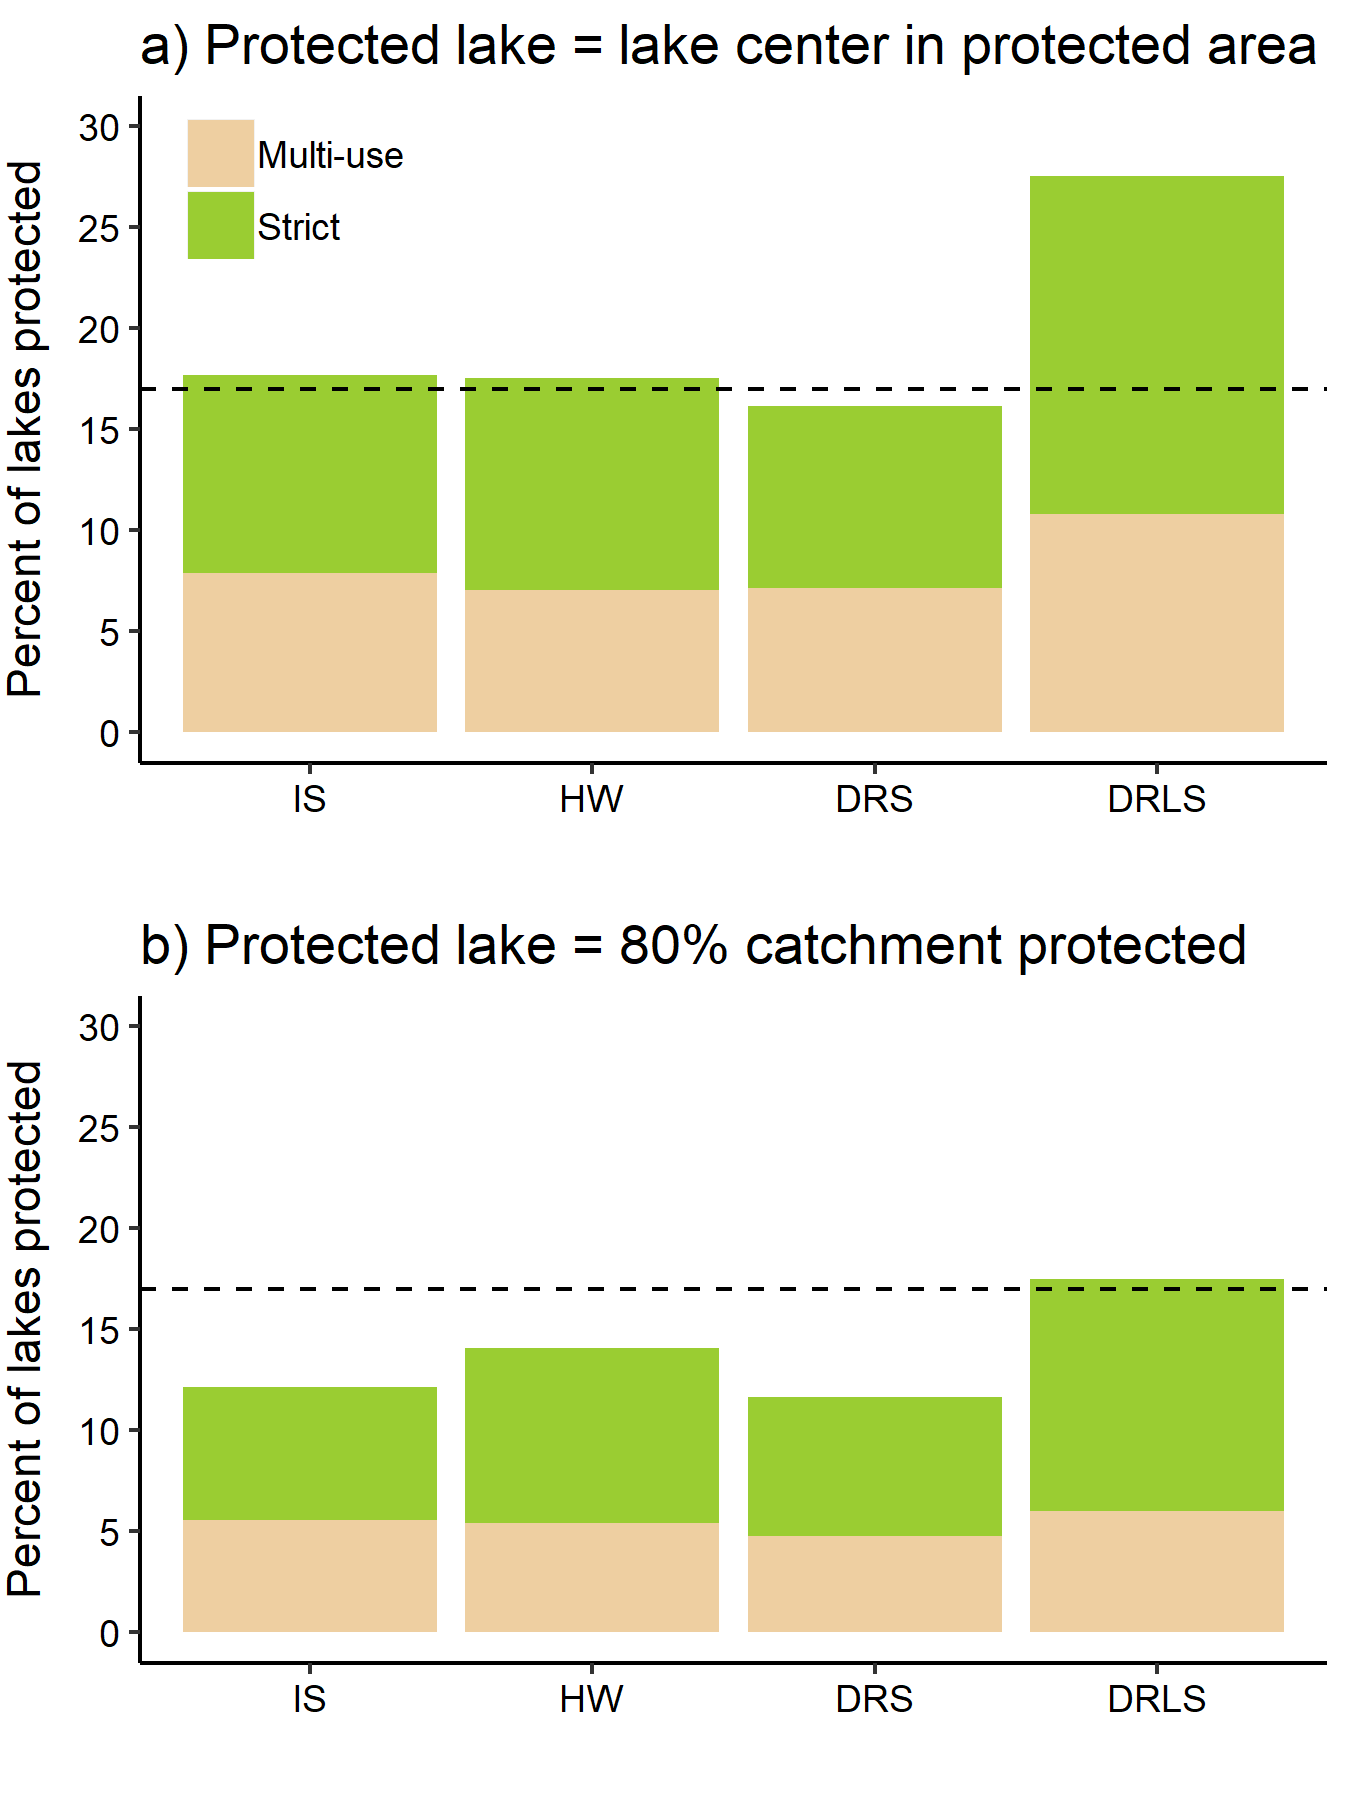 a) Protected lake = lake center in protected area
Percent of lakes protected
30
25
20
15
10
5
0
Multi-use
Strict
IS HW DRS DRLS
b) Protected lake = 80% catchment protected
Percent of lakes protected
30
25
20
15
10
5
0
IS HW DRS DRLS